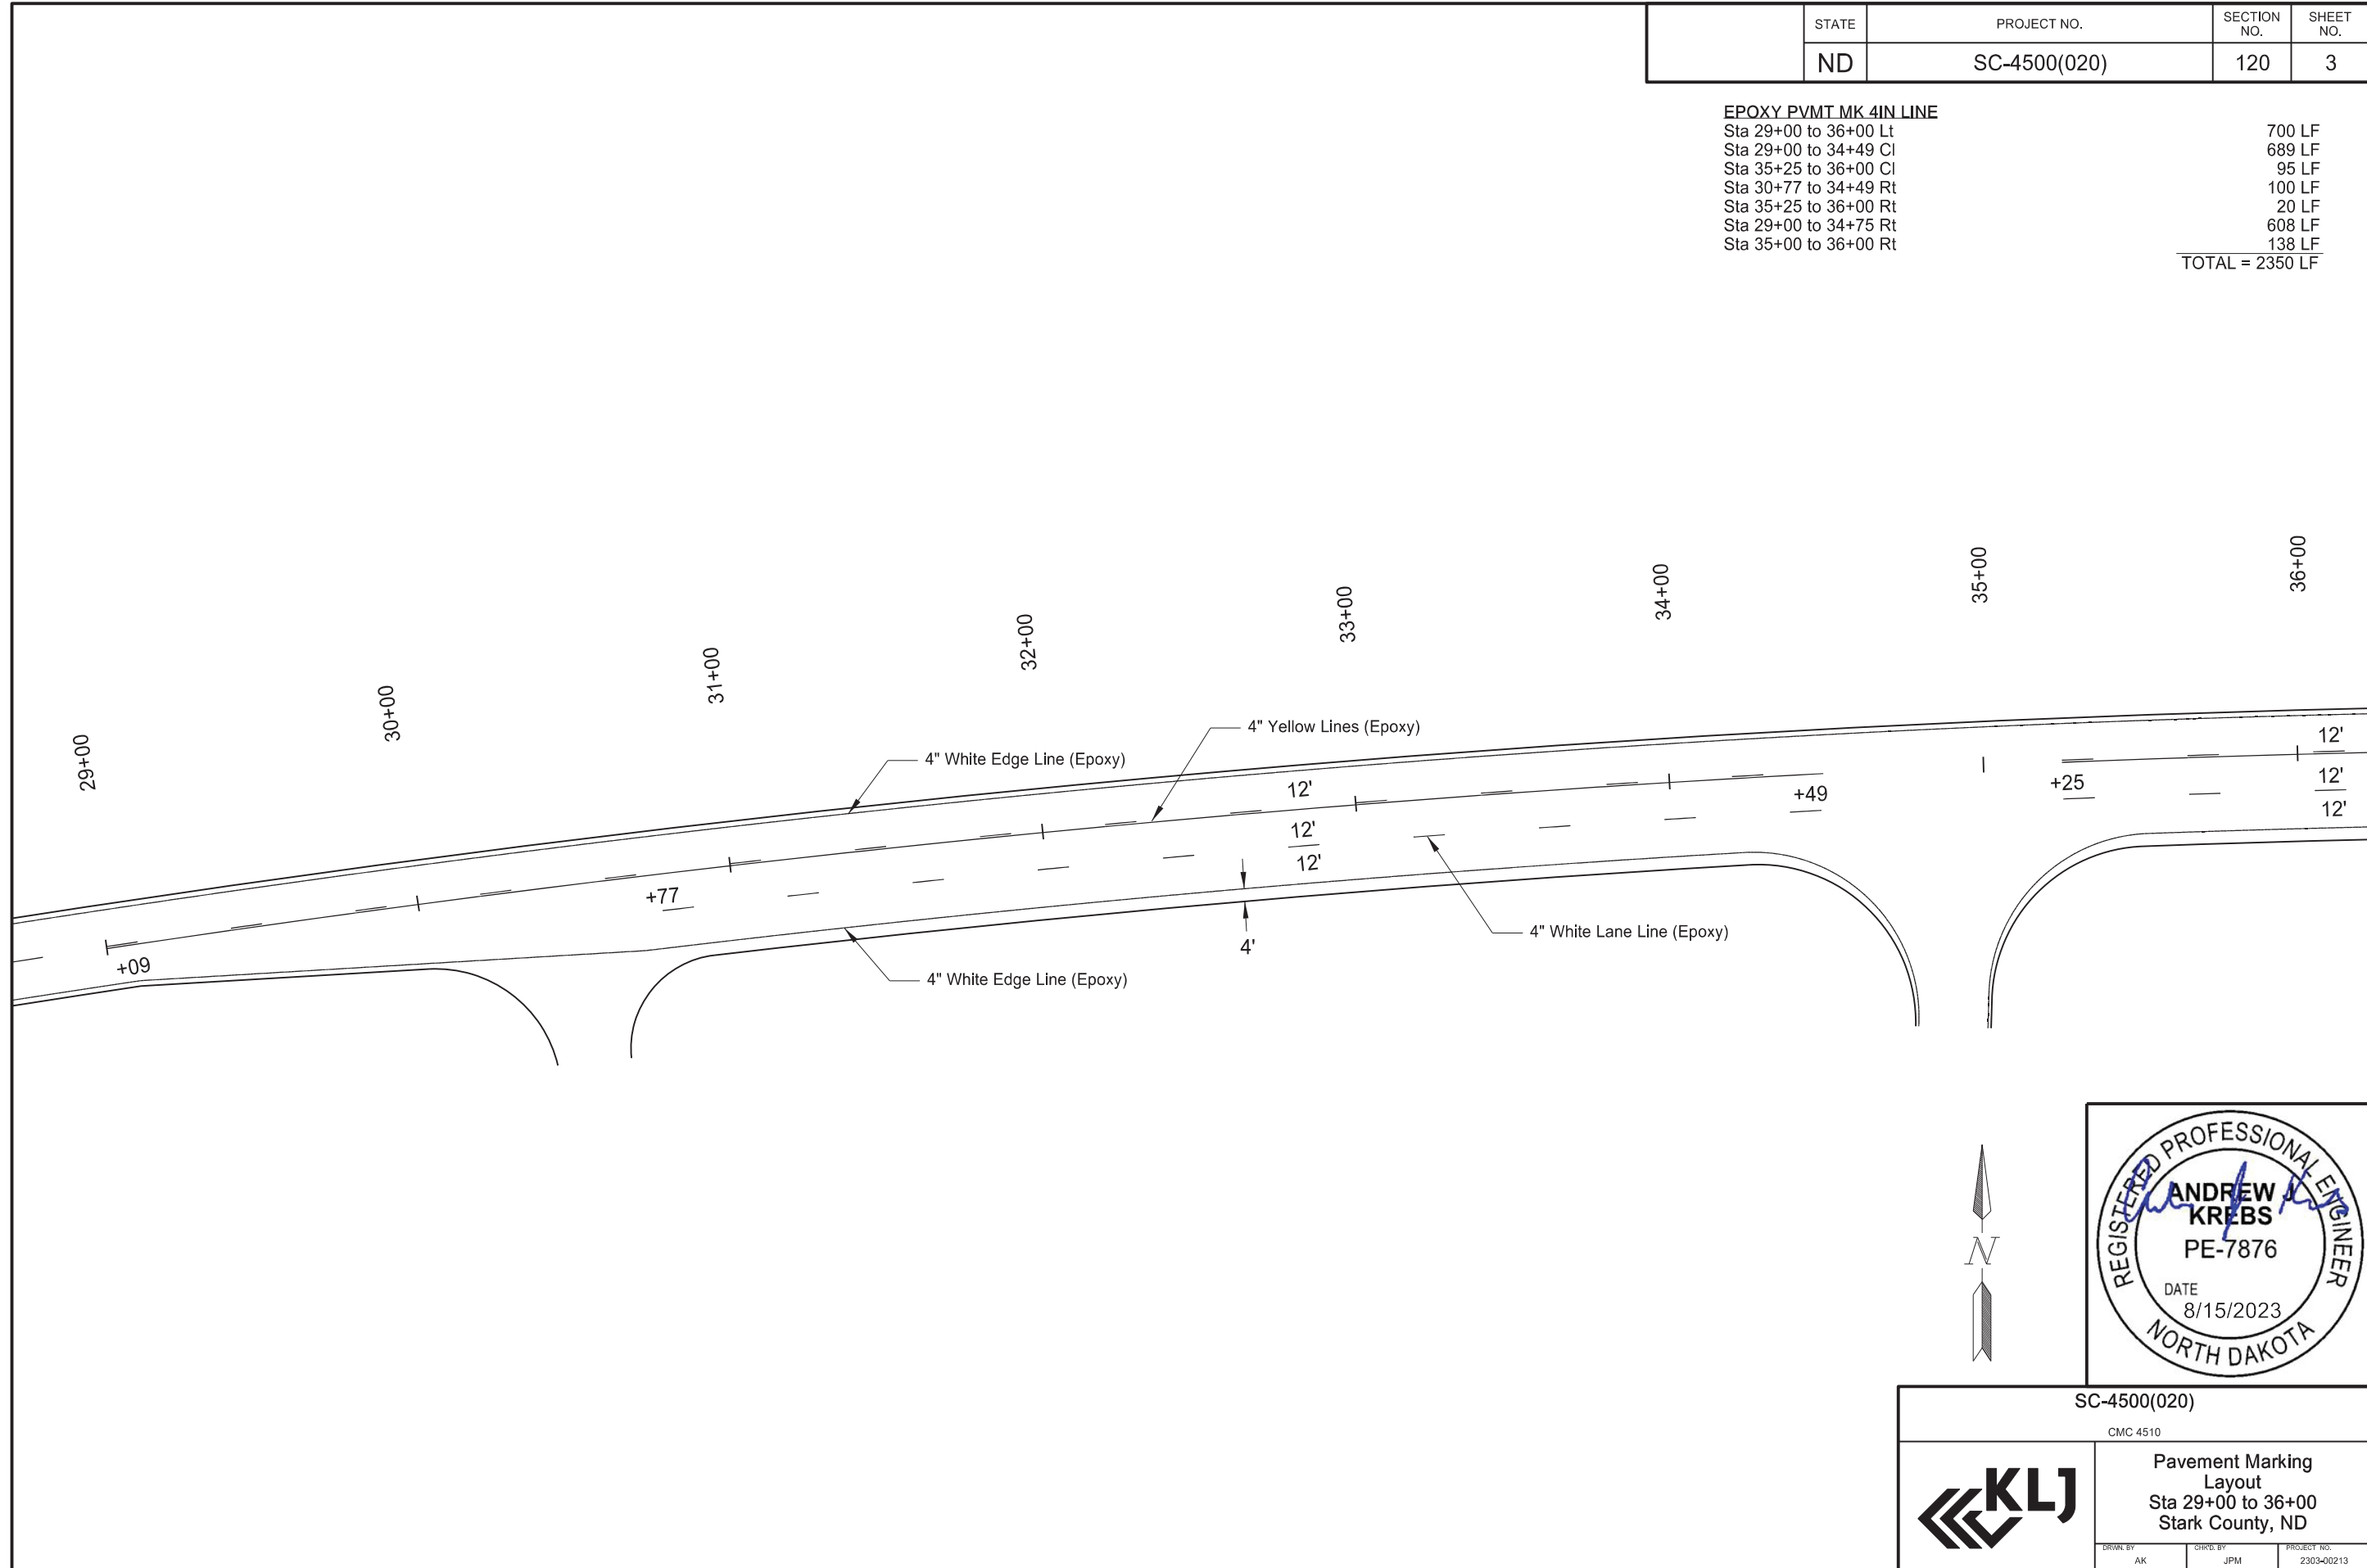 STATE
PROJECT NO.
SECTION NO.
SHEET NO.
ND
SC-4500(020)
120
3
EPOXY PVMT MK 4IN LINE
Sta 29+00 to 36+00 Lt 700 LF
Sta 29+00 to 34+49 Cl 689 LF
Sta 35+25 to 36+00 Cl 95 LF
Sta 30+77 to 34+49 Rt 100 LF
Sta 35+25 to 36+00 Rt 20 LF
Sta 29+00 to 34+75 Rt 608 LF
Sta 35+00 to 36+00 Rt 138 LF
TOTAL = 2350 LF
29+00
30+00
31+00
32+00
33+00
34+00
35+00
36+00
4" White Edge Line (Epoxy)
4" Yellow Lines (Epoxy)
12'
12'
12'
12'
12'
12'
+09
+77
+49
+25
4'
4" White Edge Line (Epoxy)
4" White Lane Line (Epoxy)
N
REGISTERED PROFESSIONAL ENGINEER
ANDREW J
KREBS
PE-7876
DATE
8/15/2023
NORTH DAKOTA
SC-4500(020)
CMC 4510
KLJ
Pavement Marking
Layout
Sta 29+00 to 36+00
Stark County, ND
DRWN. BY
AK
CHK'D. BY
JPM
PROJECT NO.
2303-00213